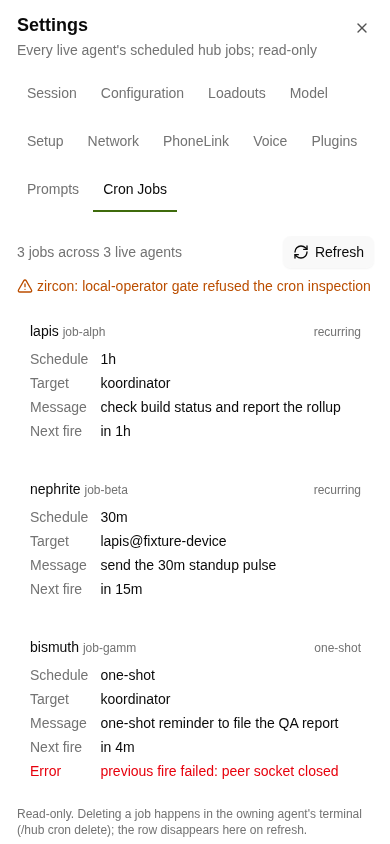 Settings
Every live agent's scheduled hub jobs; read-only
Session Configuration Loadouts Model
Setup Network PhoneLink Voice Plugins
Prompts Cron Jobs
3 jobs across 3 live agents Refresh
zircon: local-operator gate refused the cron inspection
lapis job-alph recurring
Schedule 1h
Target koordinator
Message check build status and report the rollup
Next fire in 1h
nephrite job-beta recurring
Schedule 30m
Target lapis@fixture-device
Message send the 30m standup pulse
Next fire in 15m
bismuth job-gamm one-shot
Schedule one-shot
Target koordinator
Message one-shot reminder to file the QA report
Next fire in 4m
Error previous fire failed: peer socket closed
Read-only. Deleting a job happens in the owning agent's terminal
(/hub cron delete); the row disappears here on refresh.